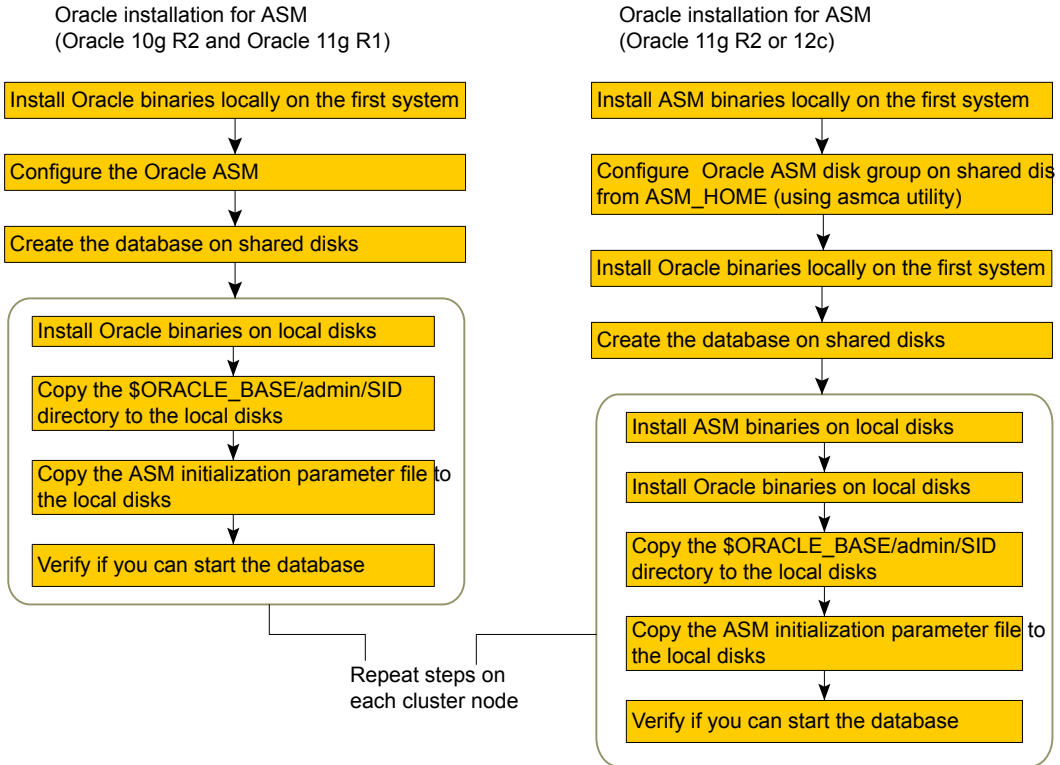 Oracle installation for ASM
(Oracle 10g R2 and Oracle 11g R1)
Install Oracle binaries locally on the first system
Configure the Oracle ASM
Create the database on shared disks
Install Oracle binaries on local disks
Copy the $ORACLE_BASE/admin/SID
directory to the local disks
Copy the ASM initialization parameter file to
the local disks
Verify if you can start the database
Oracle installation for ASM
(Oracle 11g R2 or 12c)
Install ASM binaries locally on the first system
Configure Oracle ASM disk group on shared dis
from ASM_HOME (using asmca utility)
Install Oracle binaries locally on the first system
Create the database on shared disks
Install ASM binaries on local disks
Install Oracle binaries on local disks
Copy the $ORACLE_BASE/admin/SID
directory to the local disks
Copy the ASM initialization parameter file to
the local disks
Verify if you can start the database
Repeat steps on
each cluster node